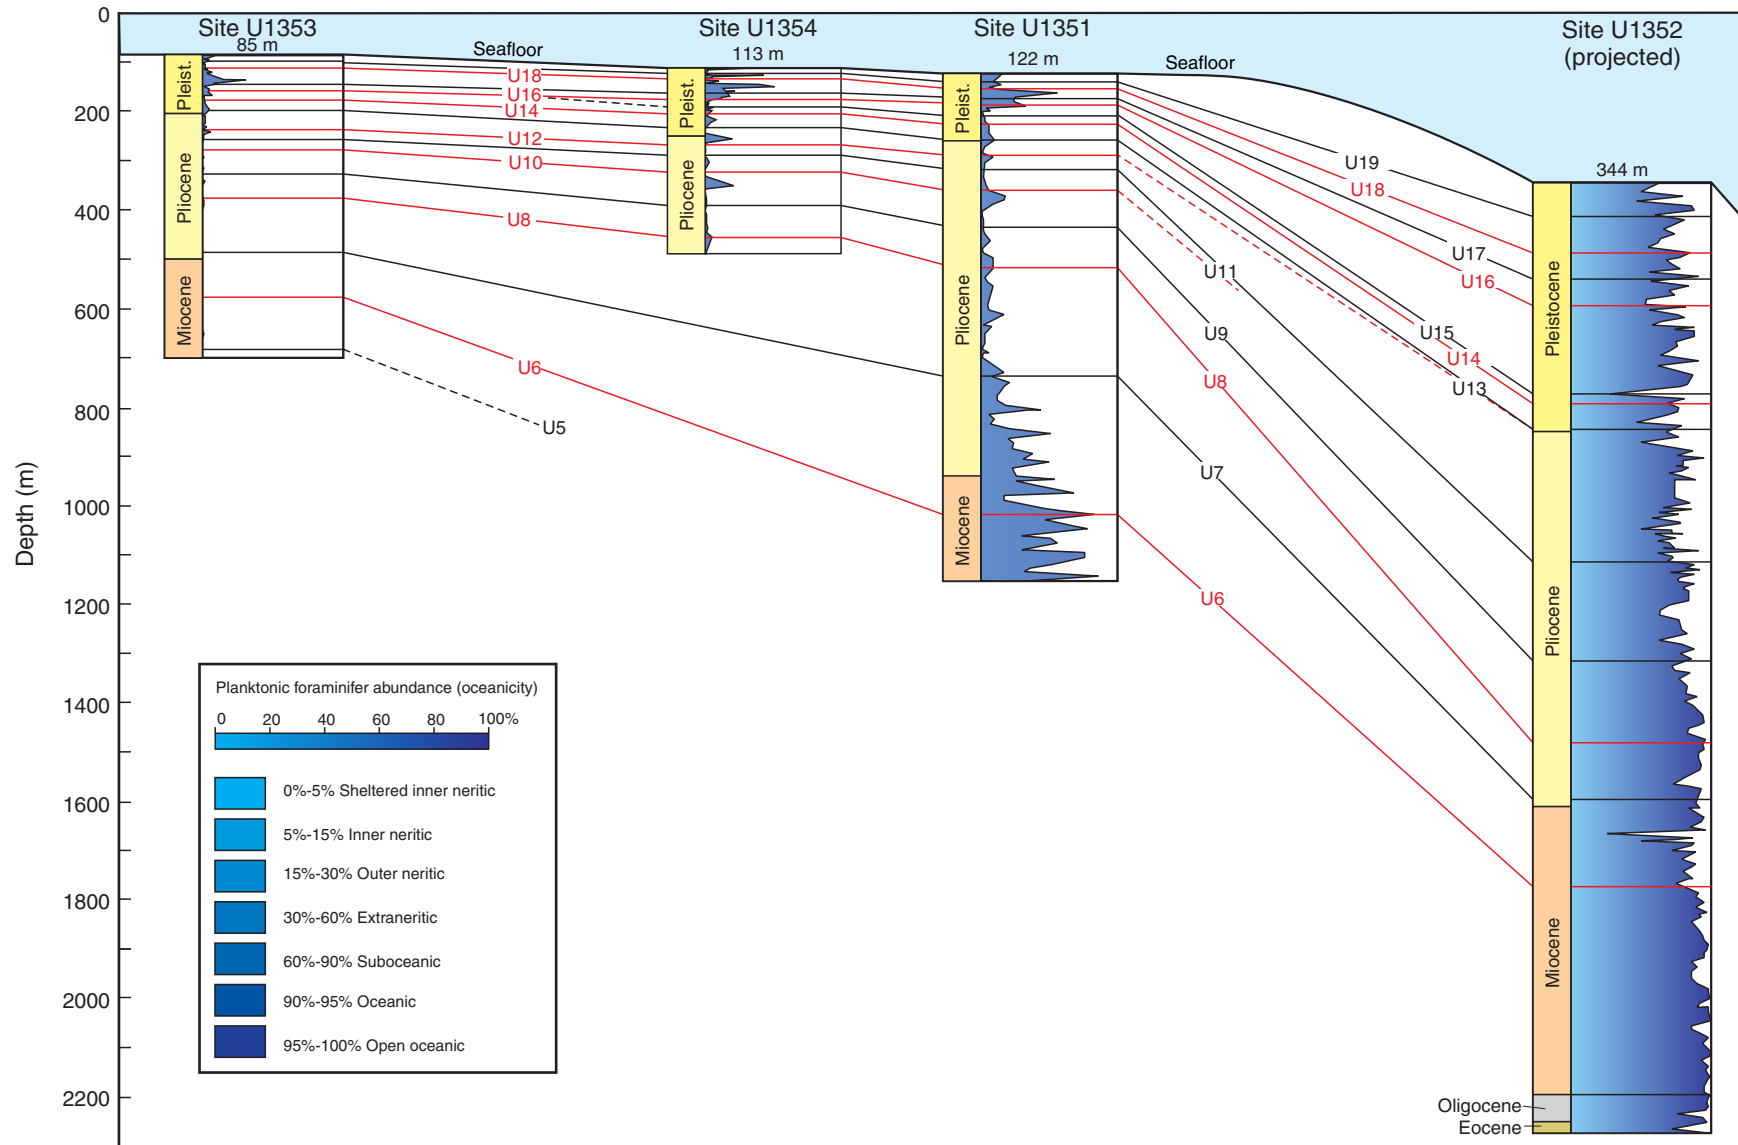 Site U1353
85 m
Site U1354
113 m
Site U1351
122 m
Site U1352
(projected)
344 m
Seafloor
Seafloor
Depth (m)
0
200
400
600
800
1000
1200
1400
1600
1800
2000
2200
Pleist.
Pliocene
Miocene
U18
U16
U14
U12
U10
U8
U6
U5
Pleist.
Pliocene
Pleist.
Pliocene
Miocene
U19
U18
U17
U16
U15
U14
U13
U11
U9
U8
U7
U6
Pleistocene
Pliocene
Miocene
Oligocene
Eocene
Planktonic foraminifer abundance (oceanicity)
0 20 40 60 80 100%
0%-5% Sheltered inner neritic
5%-15% Inner neritic
15%-30% Outer neritic
30%-60% Extraneritic
60%-90% Suboceanic
90%-95% Oceanic
95%-100% Open oceanic